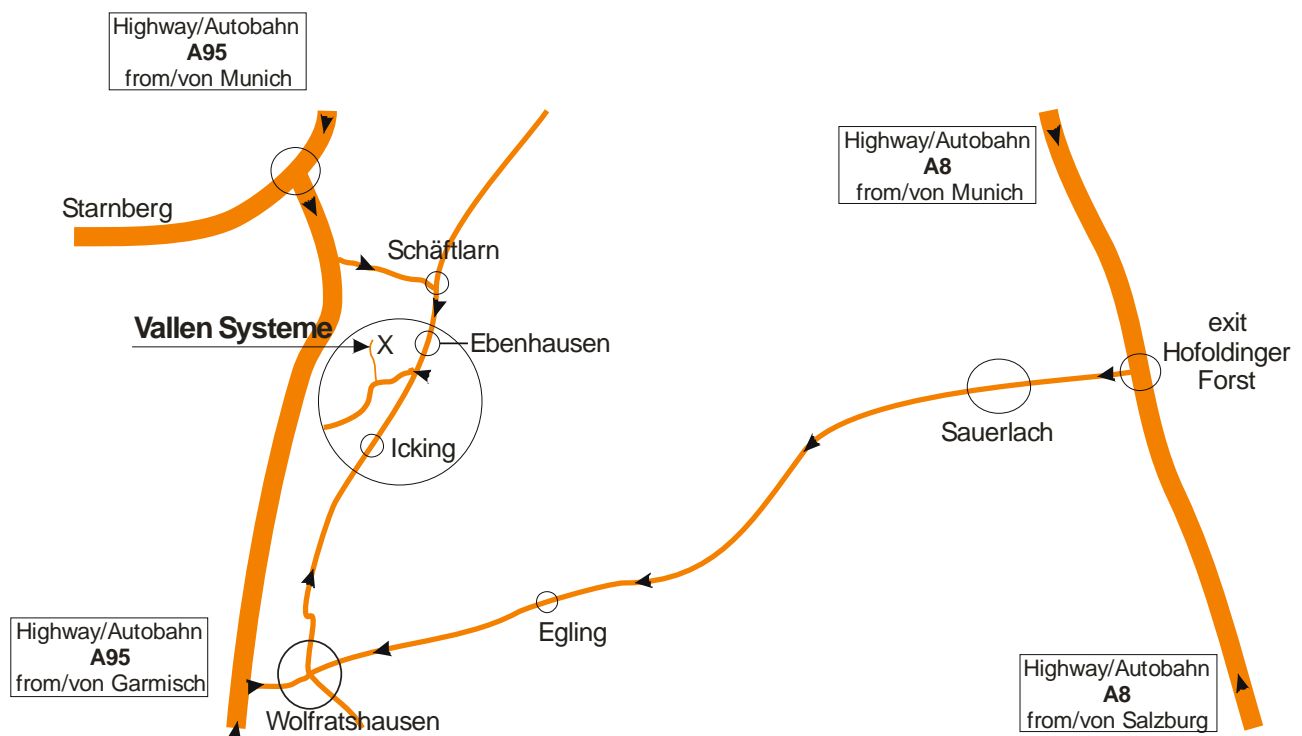 Highway/Autobahn
A95
from/von Munich
Highway/Autobahn
A8
from/von Munich
Starnberg
Schäftlarn
Vallen Systeme
X
Ebenhausen
exit
Hofoldinger
Forst
Icking
Sauerlach
Egling
Highway/Autobahn
A95
from/von Garmisch
Wolfratshausen
Highway/Autobahn
A8
from/von Salzburg